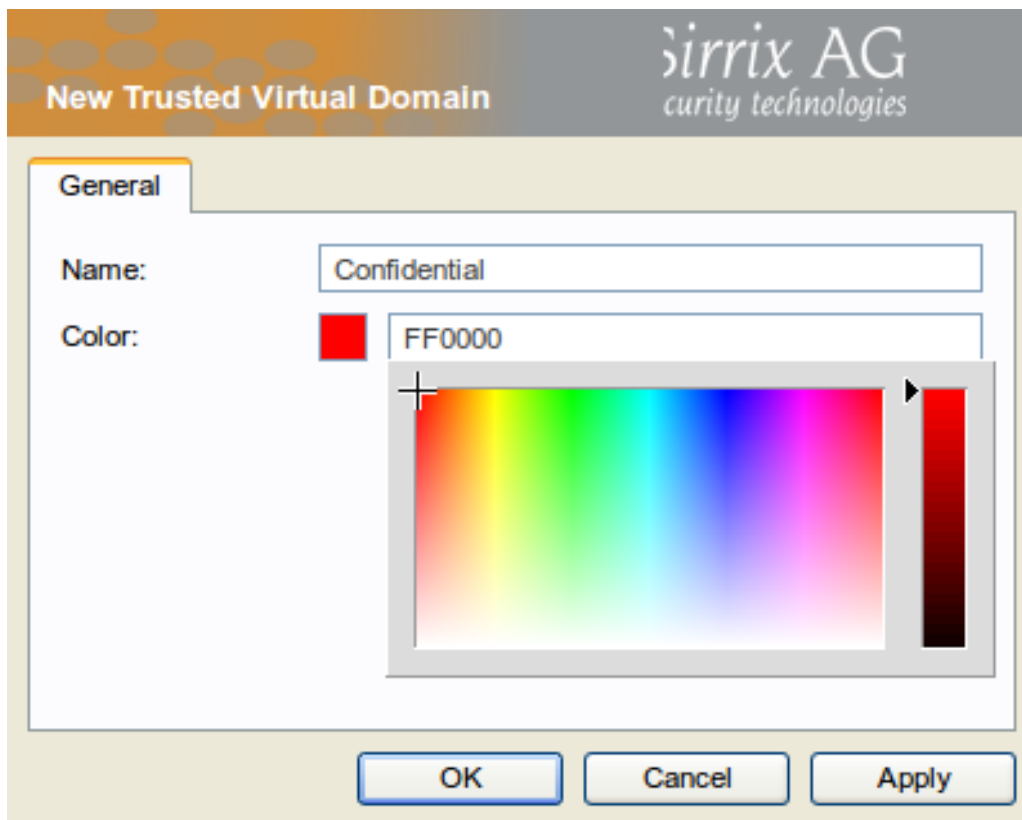 Sirrix AG
curity technologies
New Trusted Virtual Domain
General
Name: Confidential
Color: FF0000
OK Cancel Apply